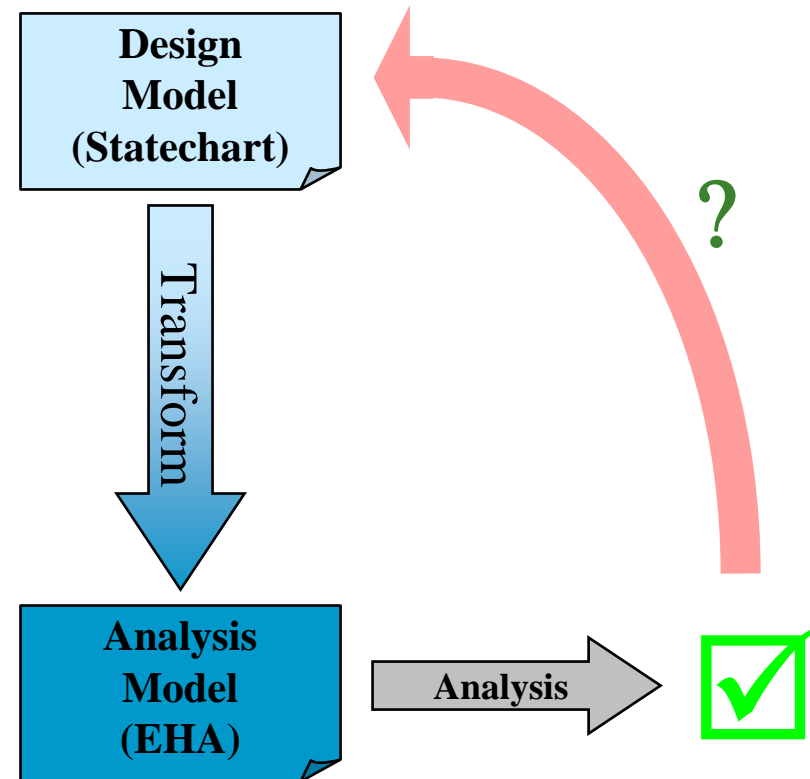 Design
Model
(Statechart)
?
Transform
Analysis
Model
(EHA)
Analysis